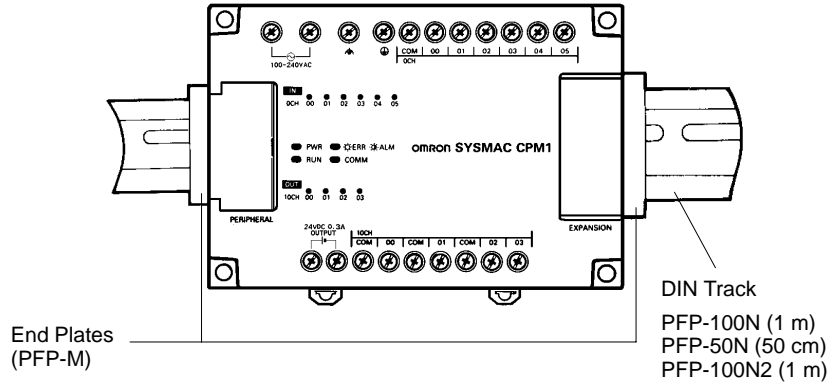 100-240VAC
COM 00 01 02 03 04 05
0CH
IN
0CH 00 01 02 03 04 05
PWR ERR ALM
RUN COMM
OMRON SYSMAC CPM1
OUT
10CH 00 01 02 03
PERIPHERAL
EXPANSION
24VDC 0.3A
OUTPUT
10CH
COM 00 COM 01 COM 02 03
End Plates
(PFP-M)
DIN Track
PFP-100N (1 m)
PFP-50N (50 cm)
PFP-100N2 (1 m)